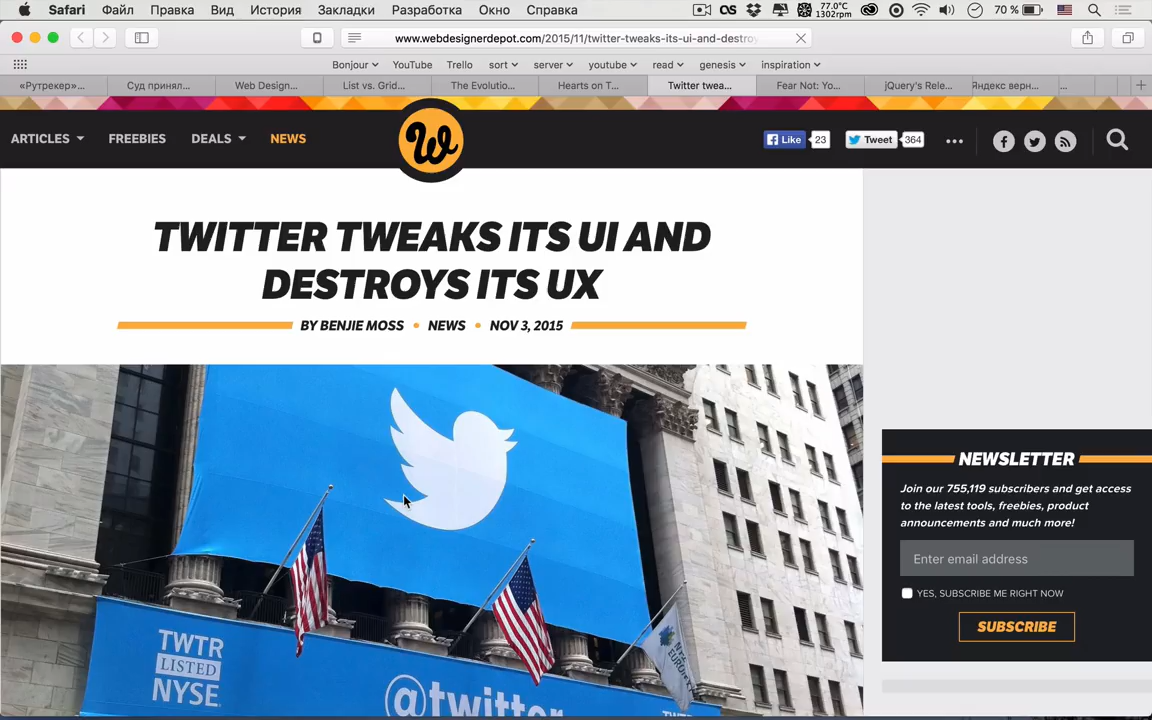 Safari Файл Правка Вид История Закладки Разработка Окно Справка 77.0°C 1302rpm 70 %
www.webdesignerdepot.com/2015/11/twitter-tweaks-its-ui-and-destroy
Bonjour YouTube Trello sort server youtube read genesis inspiration
«Рутрекер»... Суд принял... Web Design... List vs. Grid... The Evolutio... Hearts on T... Twitter twea... Fear Not: Yo... jQuery's Rele... Яндекс верн... ...
ARTICLES FREEBIES DEALS NEWS W Like 23 Tweet 364
TWITTER TWEAKS ITS UI AND
DESTROYS ITS UX
BY BENJIE MOSS • NEWS • NOV 3, 2015
TWTR
LISTED
NYSE
@twitter
NEWSLETTER
Join our 755,119 subscribers and get access
to the latest tools, freebies, product
announcements and much more!
Enter email address
YES, SUBSCRIBE ME RIGHT NOW
SUBSCRIBE